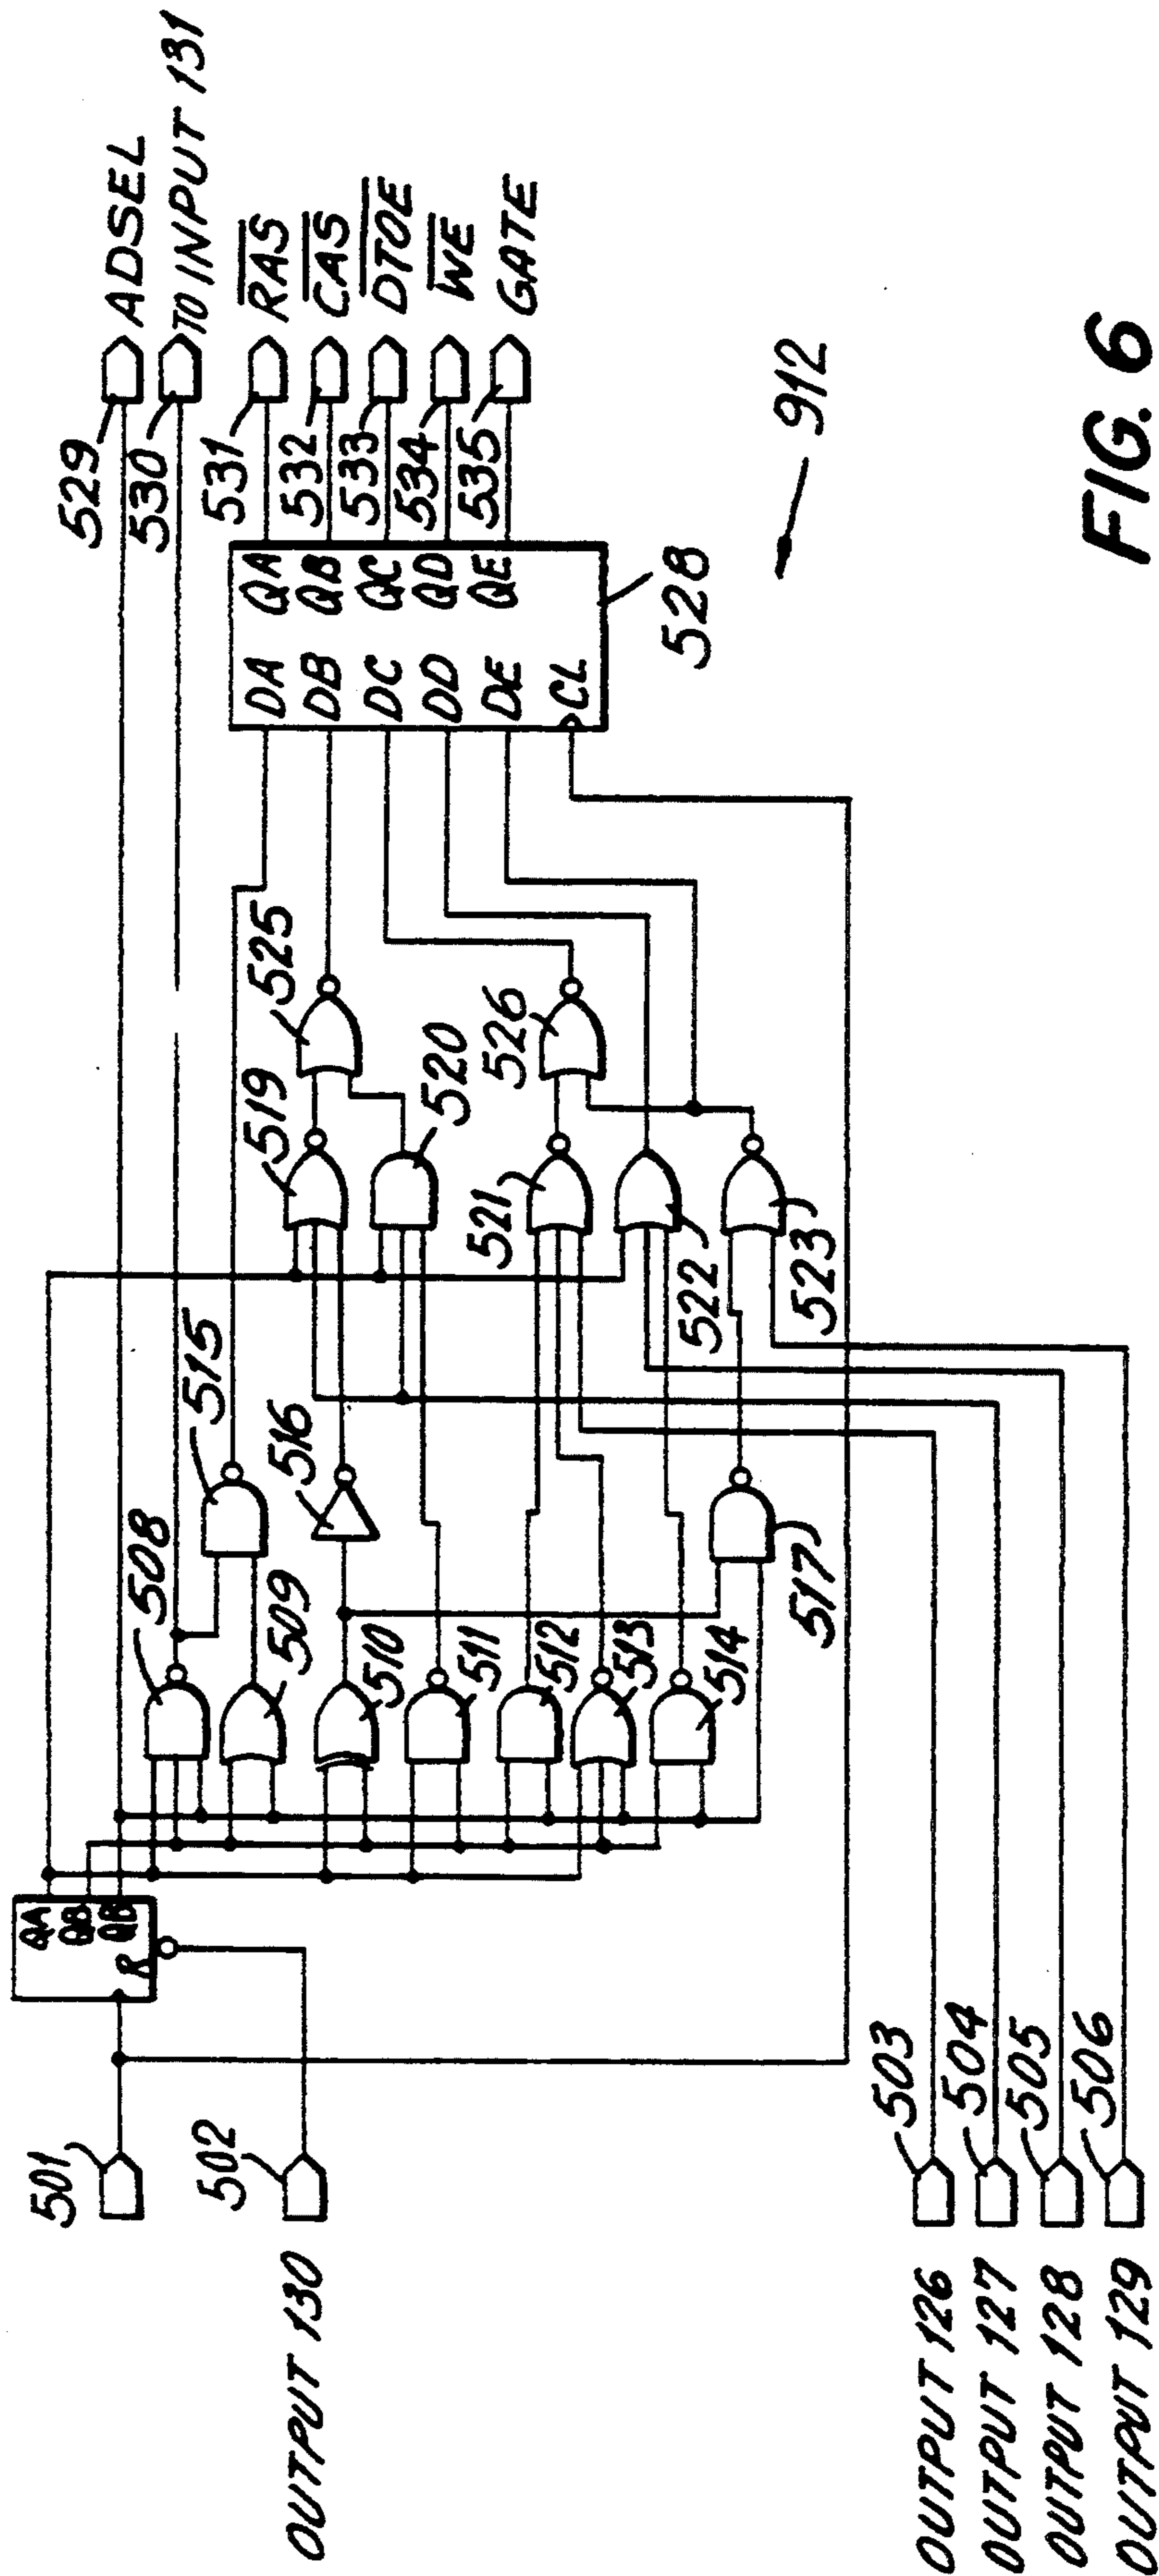 529
ADSEL
530
TO INPUT 131
531
RAS
532
CAS
533
DTOE
534
WE
535
GATE
QA
QB
QB
R
501
502
OUTPUT 130
508
509
510
511
512
513
514
515
516
517
519
520
521
522
523
525
526
DA QA
DB QB
DC QC
DD QD
DE QE
CL
528
912
503
OUTPUT 126
504
OUTPUT 127
505
OUTPUT 128
506
OUTPUT 129
FIG. 6